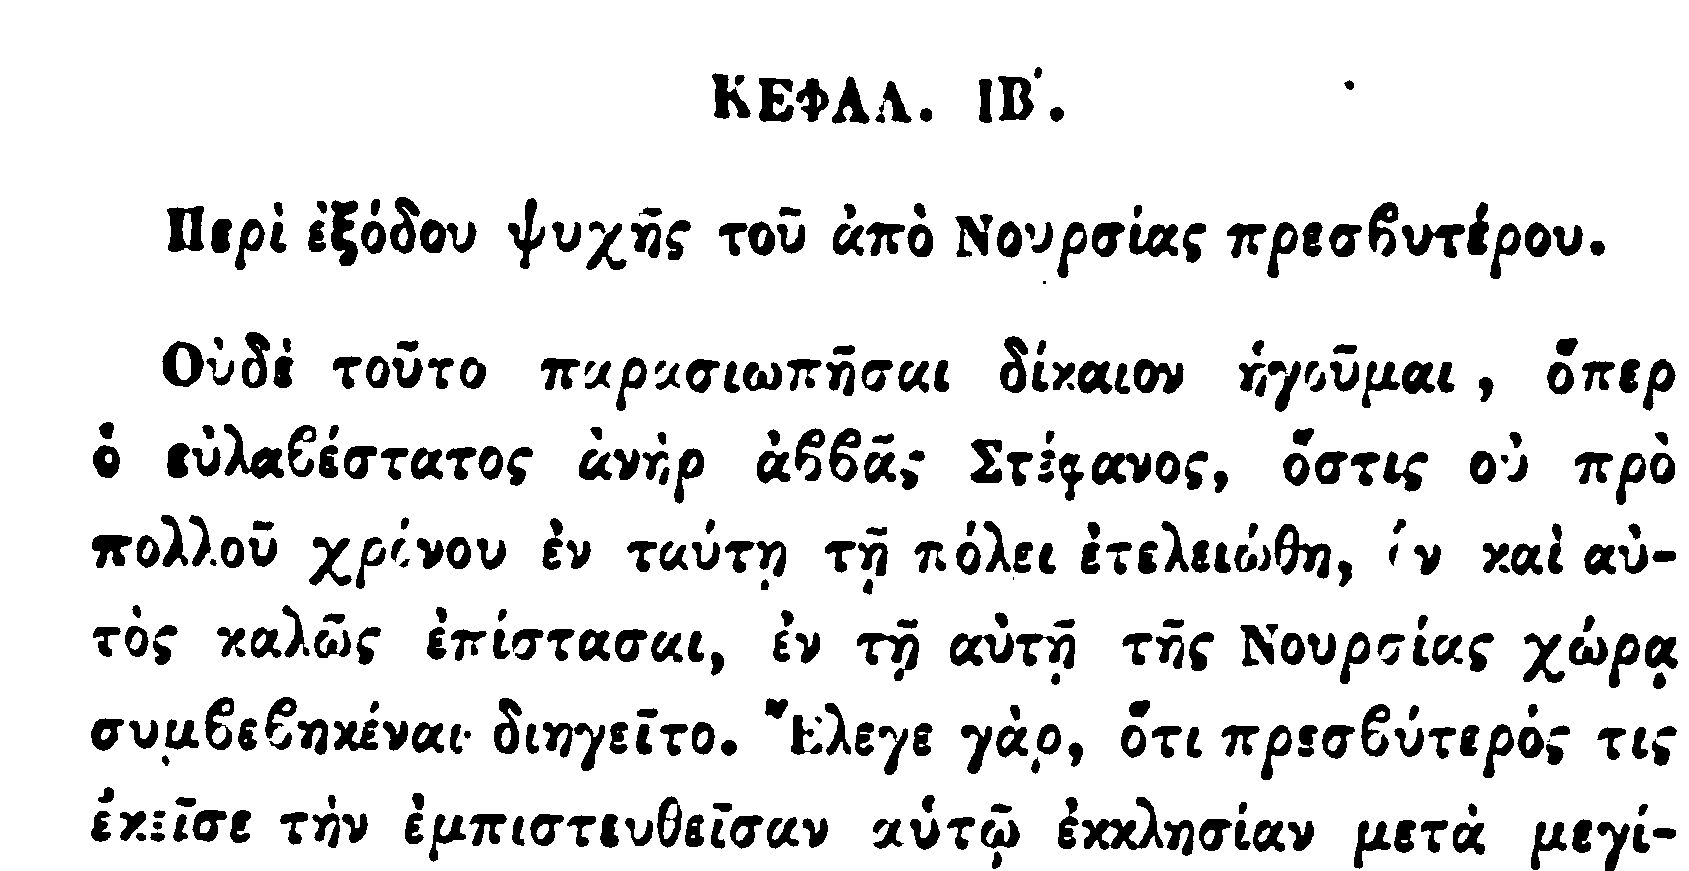 ΚΕΦΑΛ. ΙΒ'.
Περὶ ἐξόδου ψυχῆς τοῦ ἀπὸ Νουρσίας πρεσβυτέρου.
Οὐδὲ τοῦτο παρασιωπῆσαι δίκαιον ἡγοῦμαι, ὅπερ
ὁ εὐλαβέστατος ἀνὴρ ἀββᾶς Στέφανος, ὅστις οὐ πρὸ
πολλοῦ χρόνου ἐν ταύτῃ τῇ πόλει ἐτελειώθη, ὃν καὶ αὐ-
τὸς καλῶς ἐπίστασαι, ἐν τῇ αὐτῇ τῆς Νουρσίας χώρᾳ
συμβεβηκέναι διηγεῖτο. Ἔλεγε γὰρ, ὅτι πρεσβύτερός τις
ἐκεῖσε τὴν ἐμπιστευθεῖσαν αὐτῷ ἐκκλησίαν μετὰ μεγί-